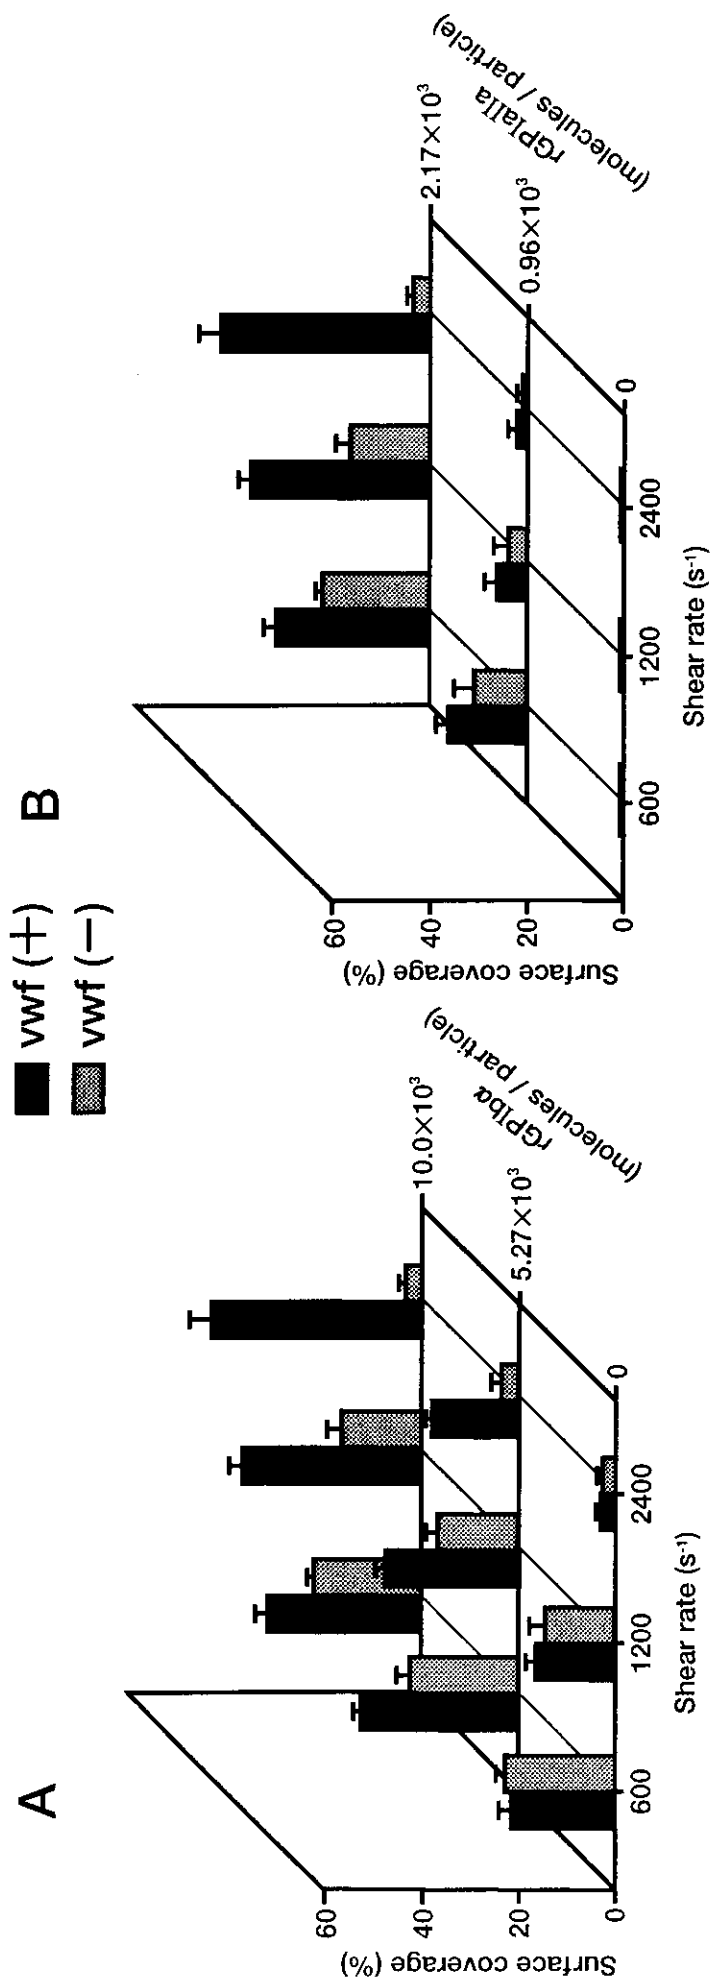 vwf (+)
vwf (−)
A
Surface coverage (%)
60
40
20
0
600
1200
2400
Shear rate (s⁻¹)
0
5.27×10³
10.0×10³
rGPIbα
(molecules / particle)
B
Surface coverage (%)
60
40
20
0
600
1200
2400
Shear rate (s⁻¹)
0
0.96×10³
2.17×10³
rGPIaIIa
(molecules / particle)